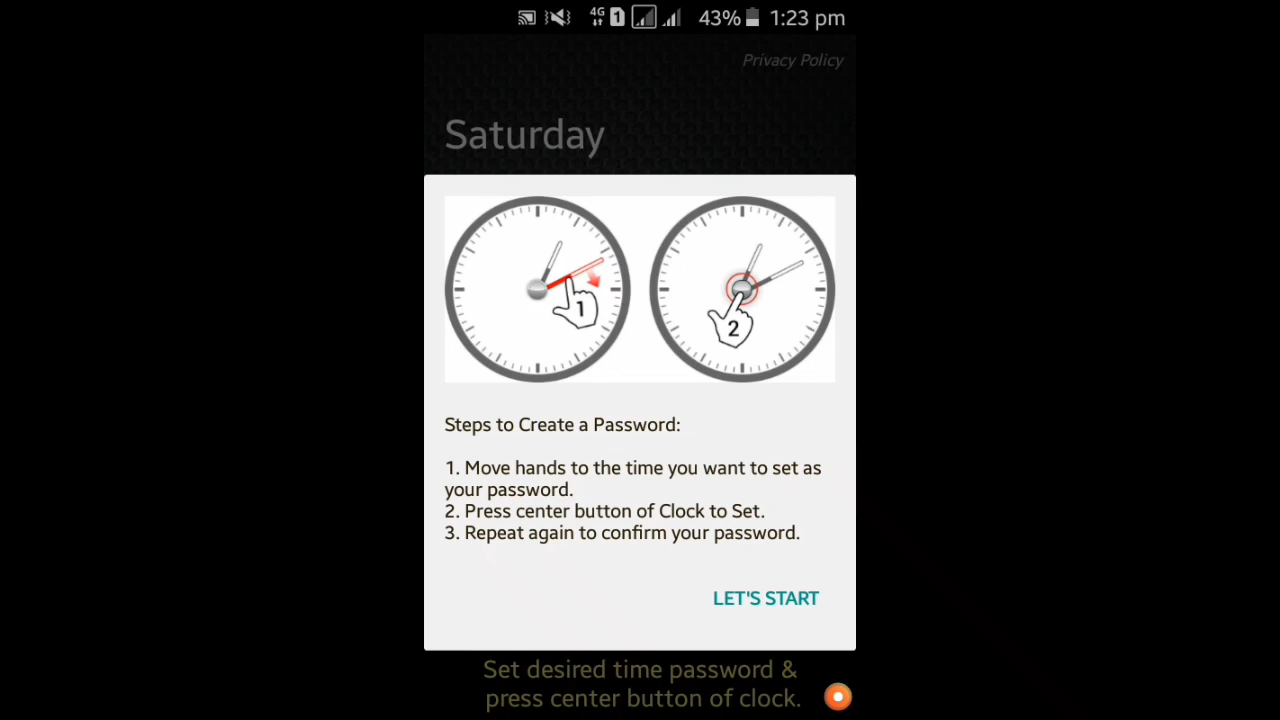 4G 1 43% 1:23 pm
Privacy Policy
Saturday
1
2
Steps to Create a Password:
1. Move hands to the time you want to set as
your password.
2. Press center button of Clock to Set.
3. Repeat again to confirm your password.
LET'S START
Set desired time password &
press center button of clock.